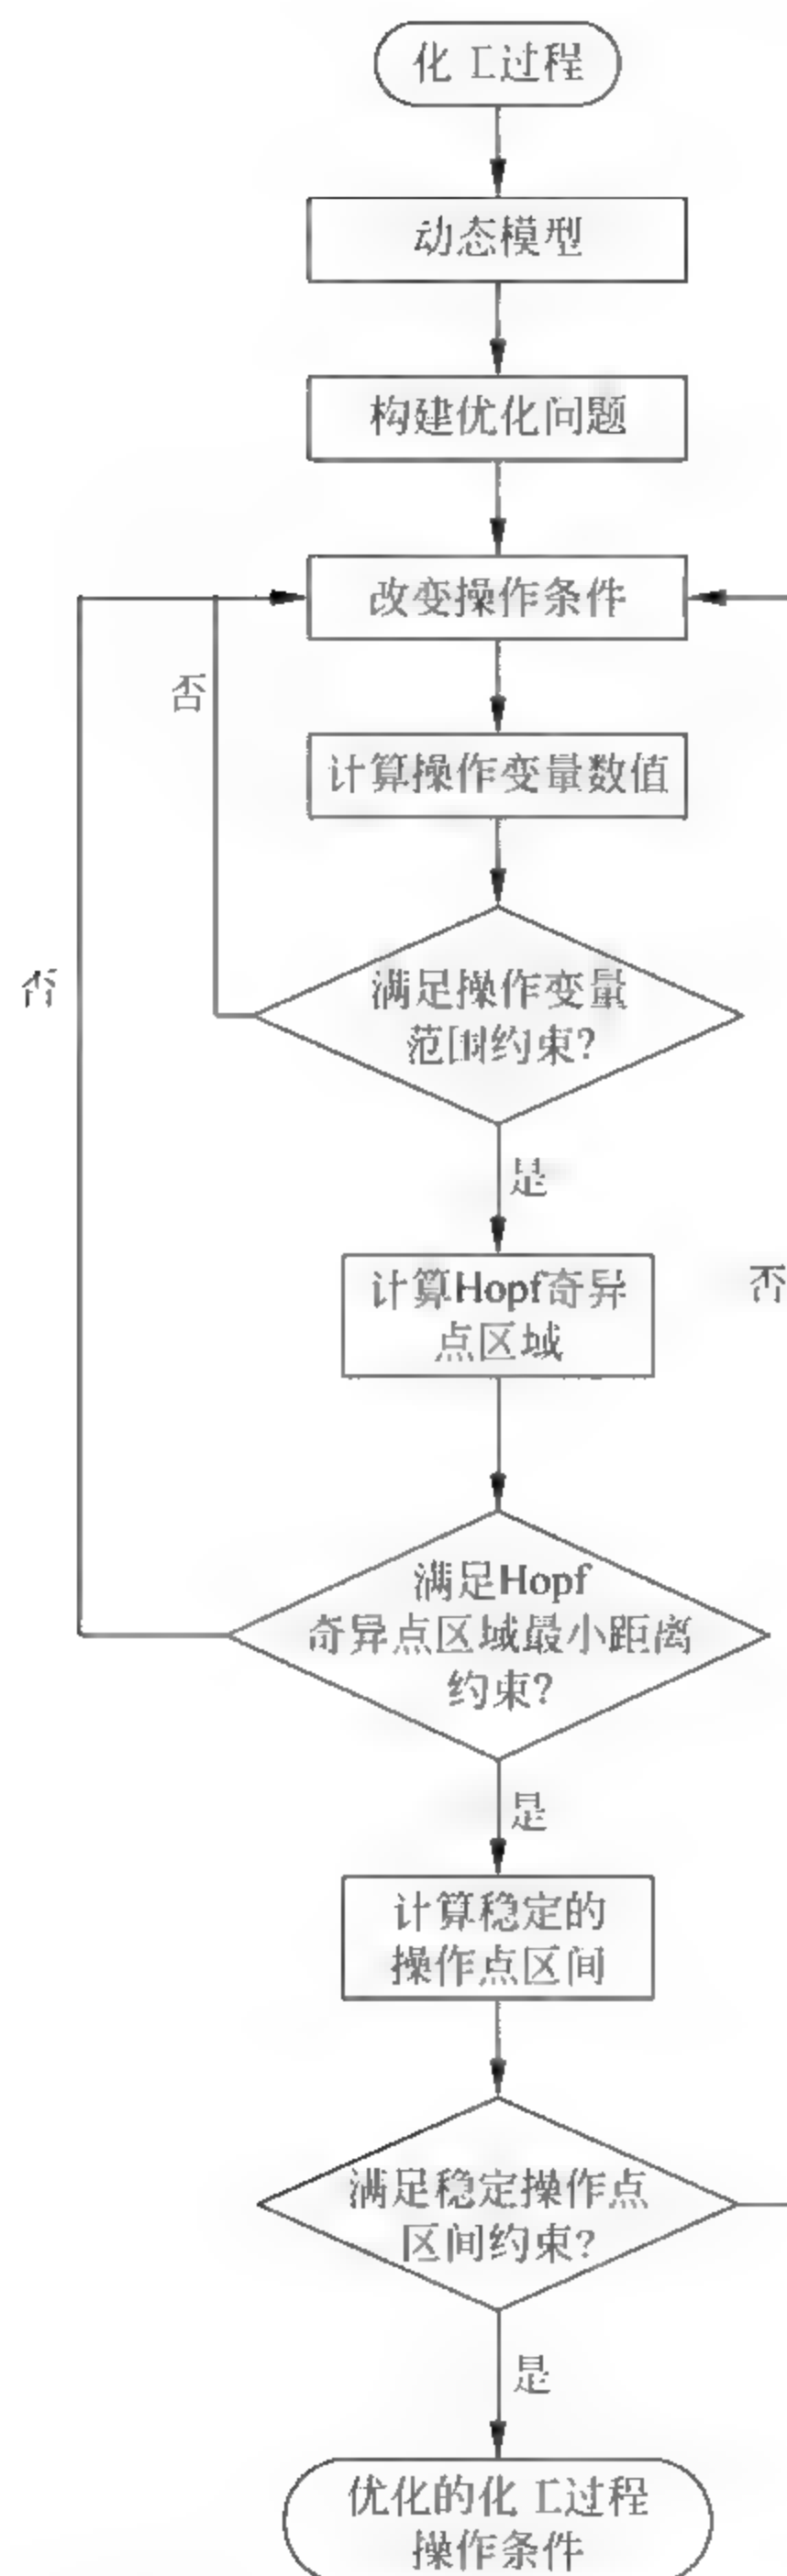 化工过程
动态模型
构建优化问题
改变操作条件
否
计算操作变量数值
否
满足操作变量
范围约束?
是
计算Hopf奇异
点区域
否
满足Hopf
奇异点区域最小距离
约束?
是
计算稳定的
操作点区间
满足稳定操作点
区间约束?
是
优化的化工过程
操作条件